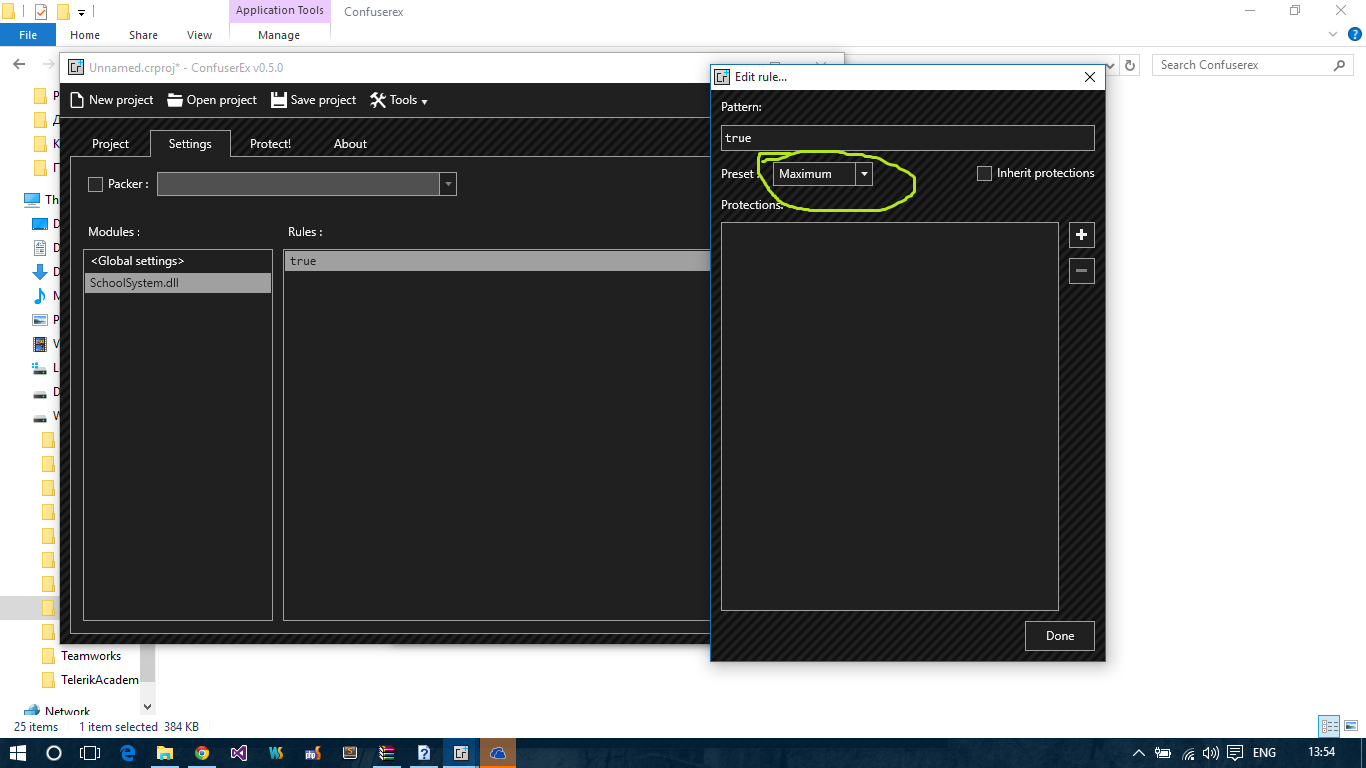 Application Tools
Confuserex
File
Home
Share
View
Manage
Search Confuserex
Unnamed.crproj* - ConfuserEx v0.5.0
New project
Open project
Save project
Tools
Project
Settings
Protect!
About
Packer :
Modules :
Rules :
<Global settings>
SchoolSystem.dll
true
Edit rule...
Pattern:
true
Preset :
Maximum
Inherit protections
Protections:
Done
Teamworks
TelerikAcadem
Network
25 items
1 item selected 384 KB
ENG
13:54